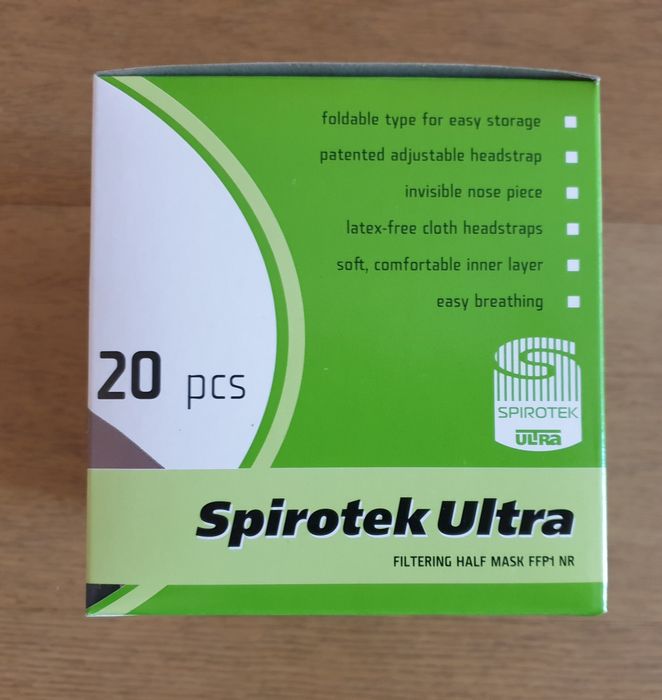 foldable type for easy storage
patented adjustable headstrap
invisible nose piece
latex-free cloth headstraps
soft, comfortable inner layer
easy breathing
20 pcs
SPIROTEK
ULTRa
Spirotek Ultra
FILTERING HALF MASK FFP1 NR